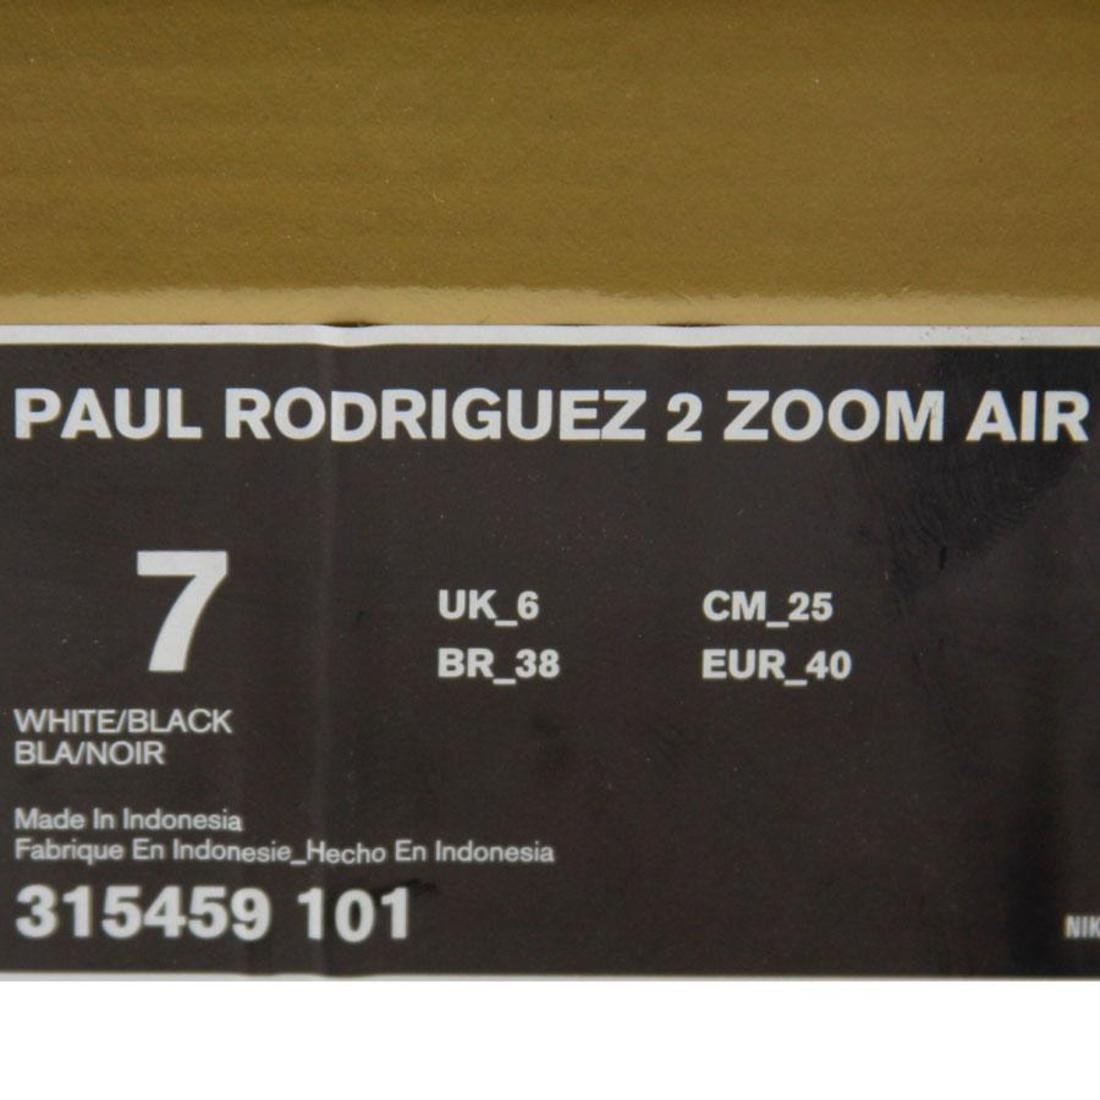 PAUL RODRIGUEZ 2 ZOOM AIR
7
UK_6 CM_25
BR_38 EUR_40
WHITE/BLACK
BLA/NOIR
Made In Indonesia
Fabrique En Indonesie_Hecho En Indonesia
315459 101
NIK